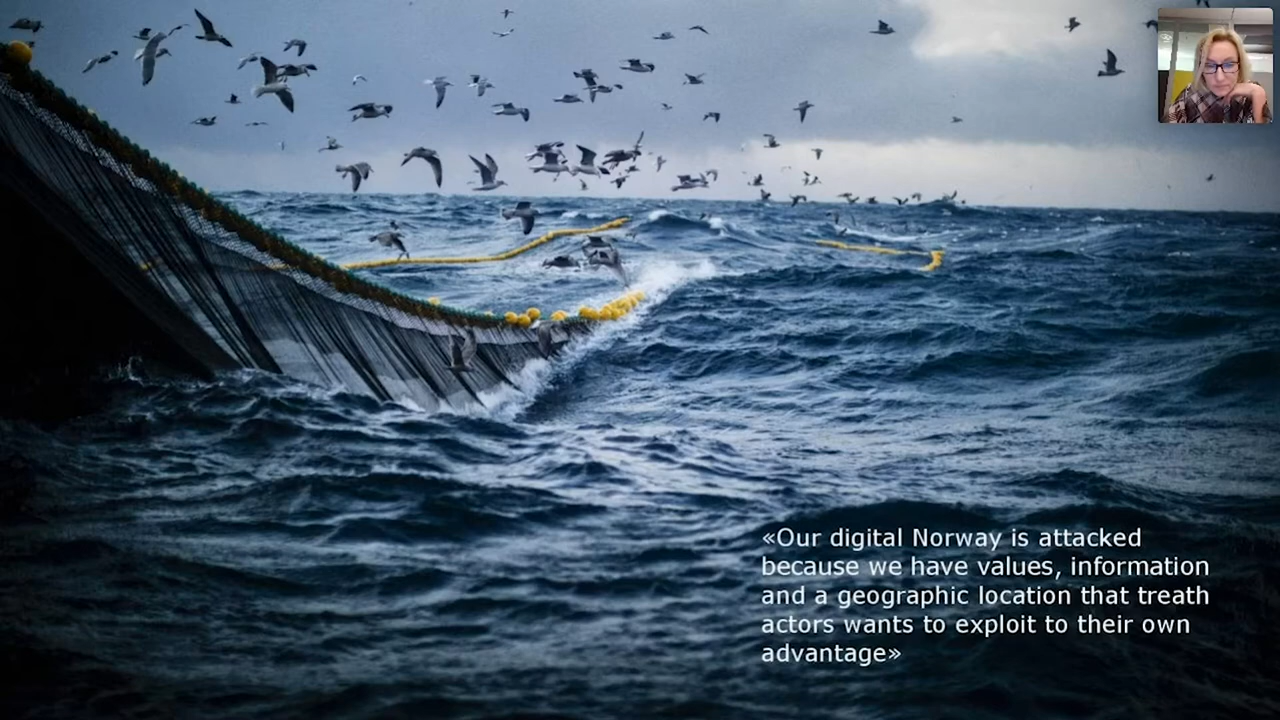 «Our digital Norway is attacked
because we have values, information
and a geographic location that treath
actors wants to exploit to their own
advantage»